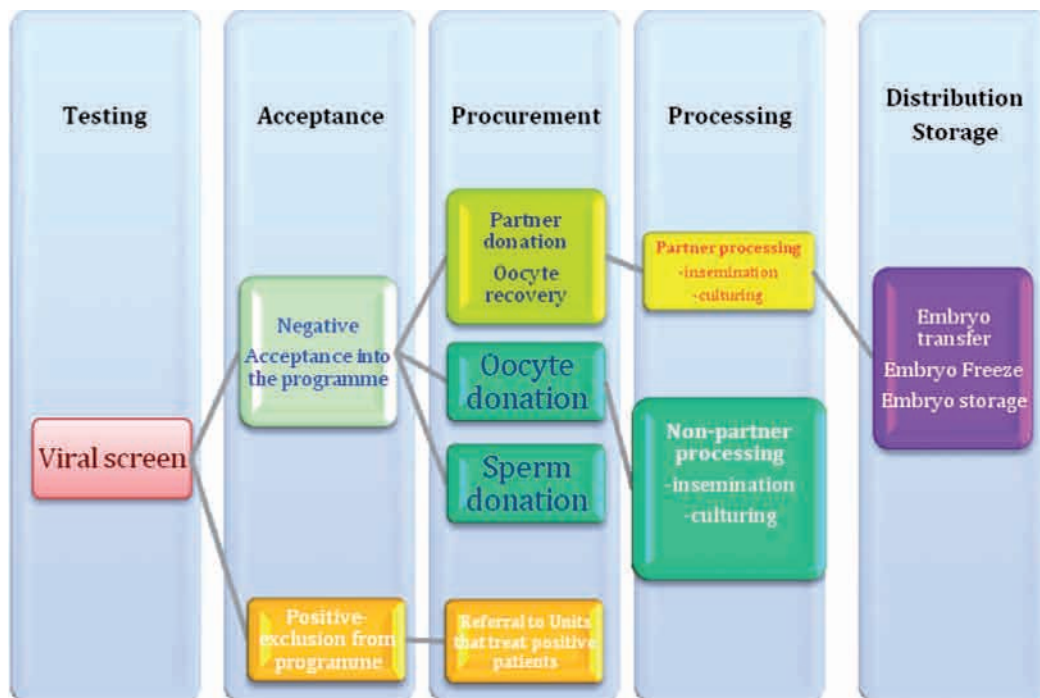 Testing
Acceptance
Procurement
Processing
Distribution
Storage
Viral screen
Negative
Acceptance into
the programme
Positive-
exclusion from
programme
Partner
donation
Oocyte
recovery
Oocyte
donation
Sperm
donation
Referral to Units
that treat positive
patients
Partner processing
-insemination
-culturing
Non-partner
processing
-insemination
-culturing
Embryo
transfer
Embryo Freeze
Embryo storage